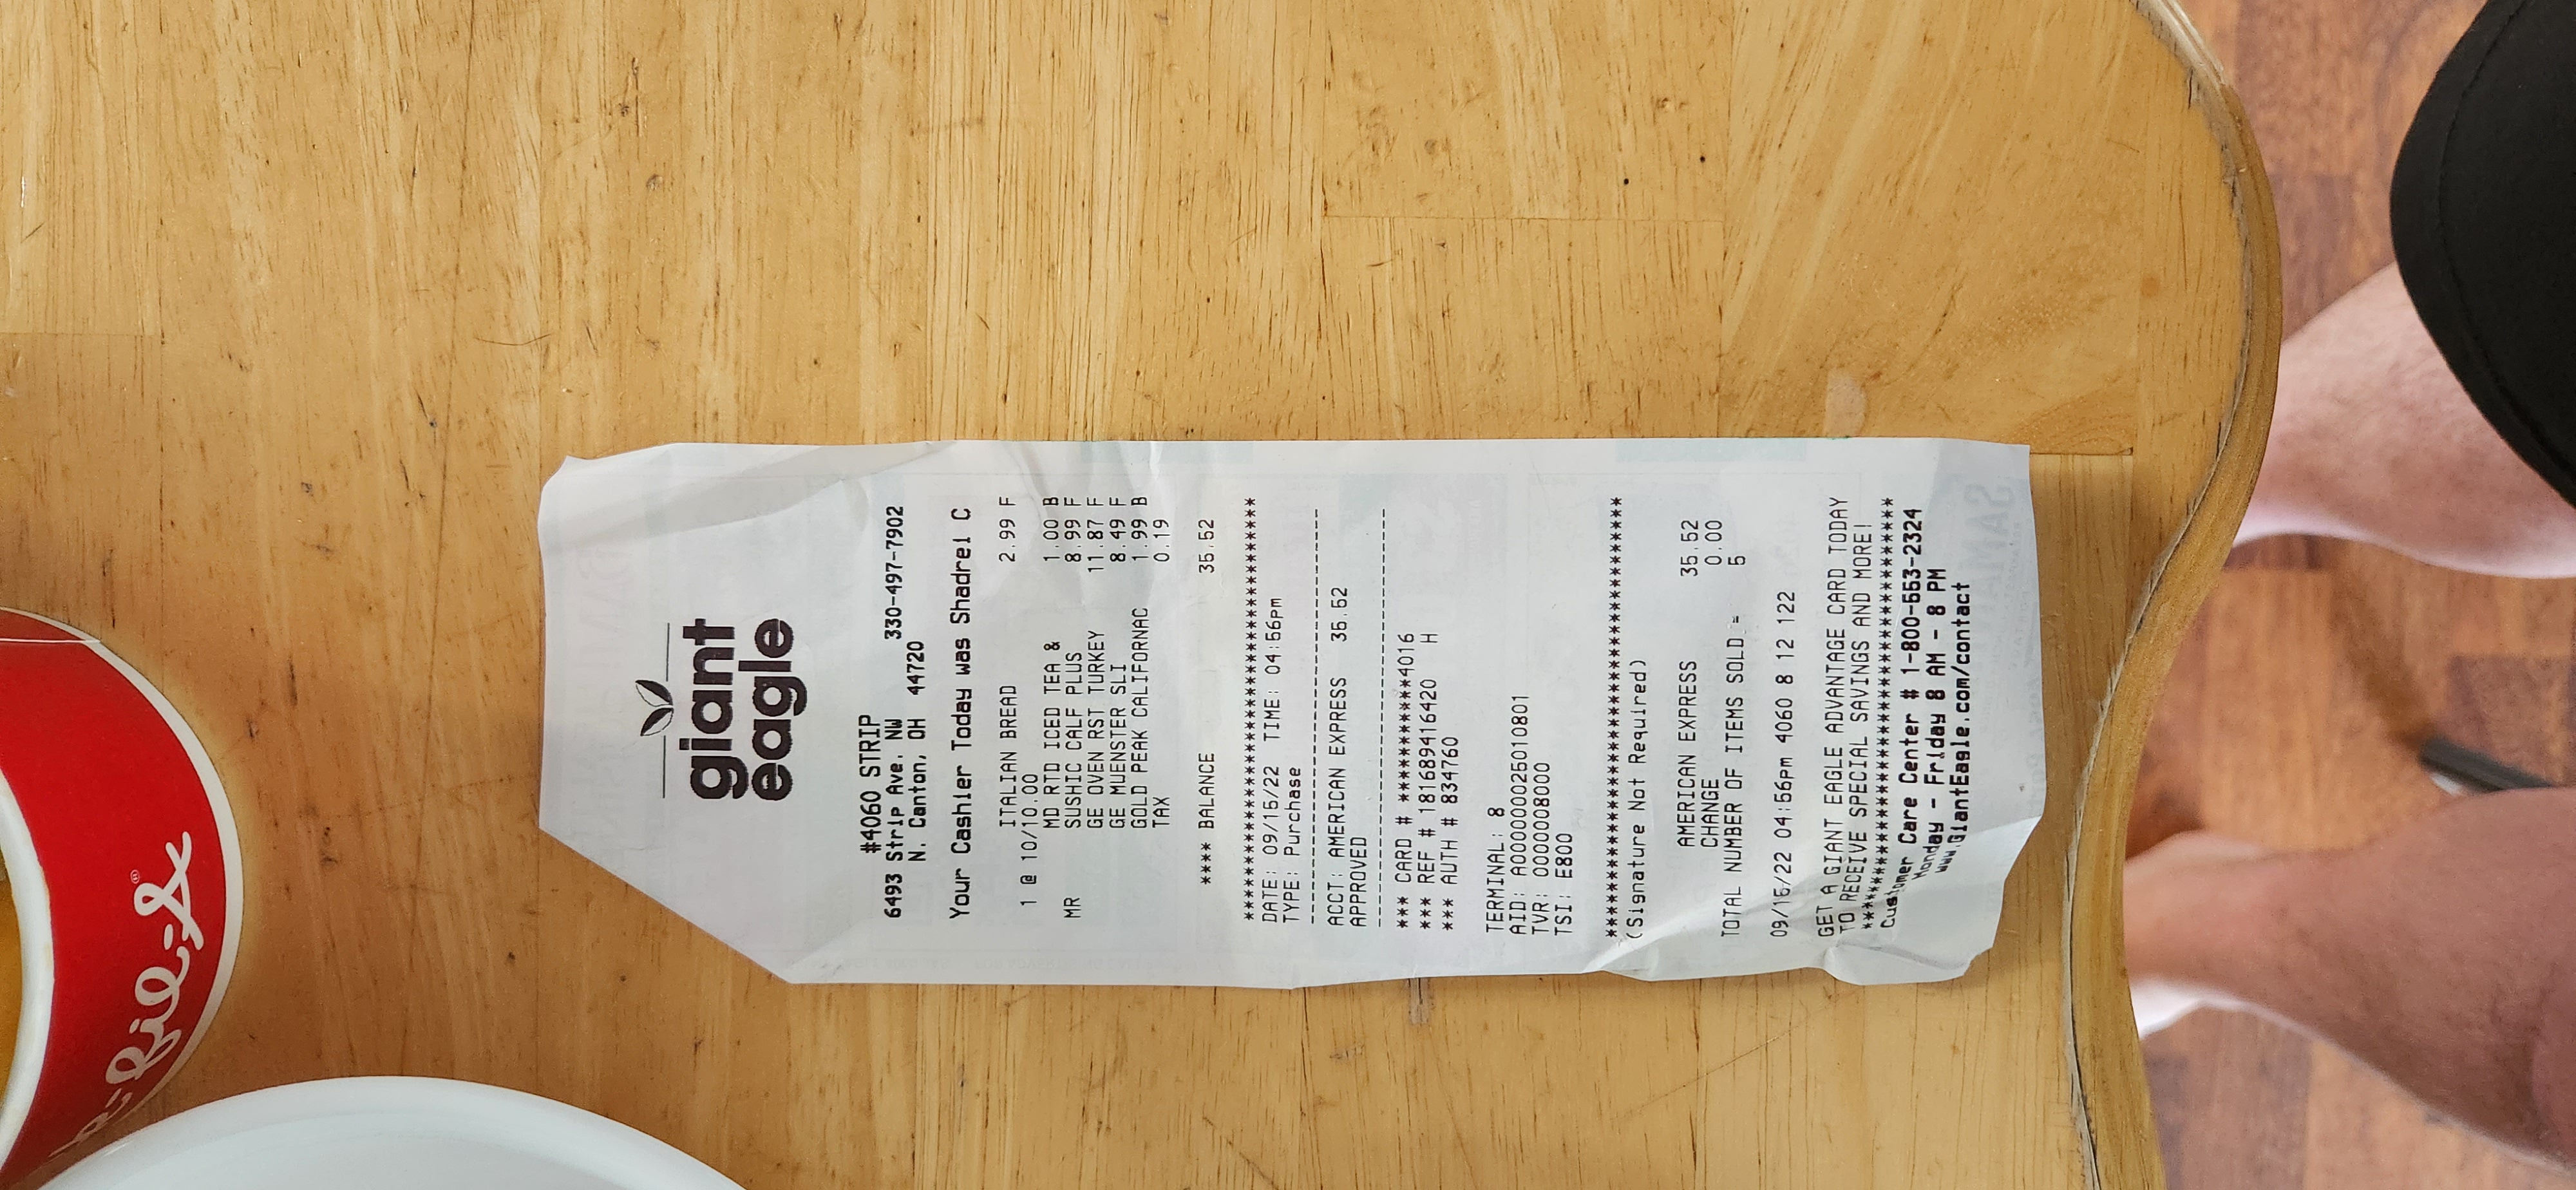 giant
eagle
#4060 STRIP
6493 Strip Ave. NW 330-497-7902
N. Canton, OH 44720
Your Cashier Today was Shadrel C
ITALIAN BREAD 2.99 F
1 @ 10/10.00
MD RTD ICED TEA & 1.00 B
MR SUSHIC CALF PLUS 8.99 F
GE OVEN RST TURKEY 11.87 F
GE MUENSTER SLI 8.49 F
GOLD PEAK CALIFORNAC 1.99 B
TAX 0.19
**** BALANCE 35.52
****************************************
DATE: 09/15/22 TIME: 04:56pm
TYPE: Purchase
----------------------------------------
ACCT: AMERICAN EXPRESS 35.52
APPROVED
----------------------------------------
*** CARD # ***********4016
*** REF # 181689416420 H
*** AUTH # 834760
TERMINAL: 8
AID: A000000025010801
TVR: 0000008000
TSI: E800
****************************************
(Signature Not Required)
AMERICAN EXPRESS 35.52
CHANGE 0.00
TOTAL NUMBER OF ITEMS SOLD = 5
09/15/22 04:56pm 4060 8 12 122
GET A GIANT EAGLE ADVANTAGE CARD TODAY
TO RECEIVE SPECIAL SAVINGS AND MORE!
****************************************
Customer Care Center # 1-800-553-2324
Monday - Friday 8 AM - 8 PM
www.GiantEagle.com/contact